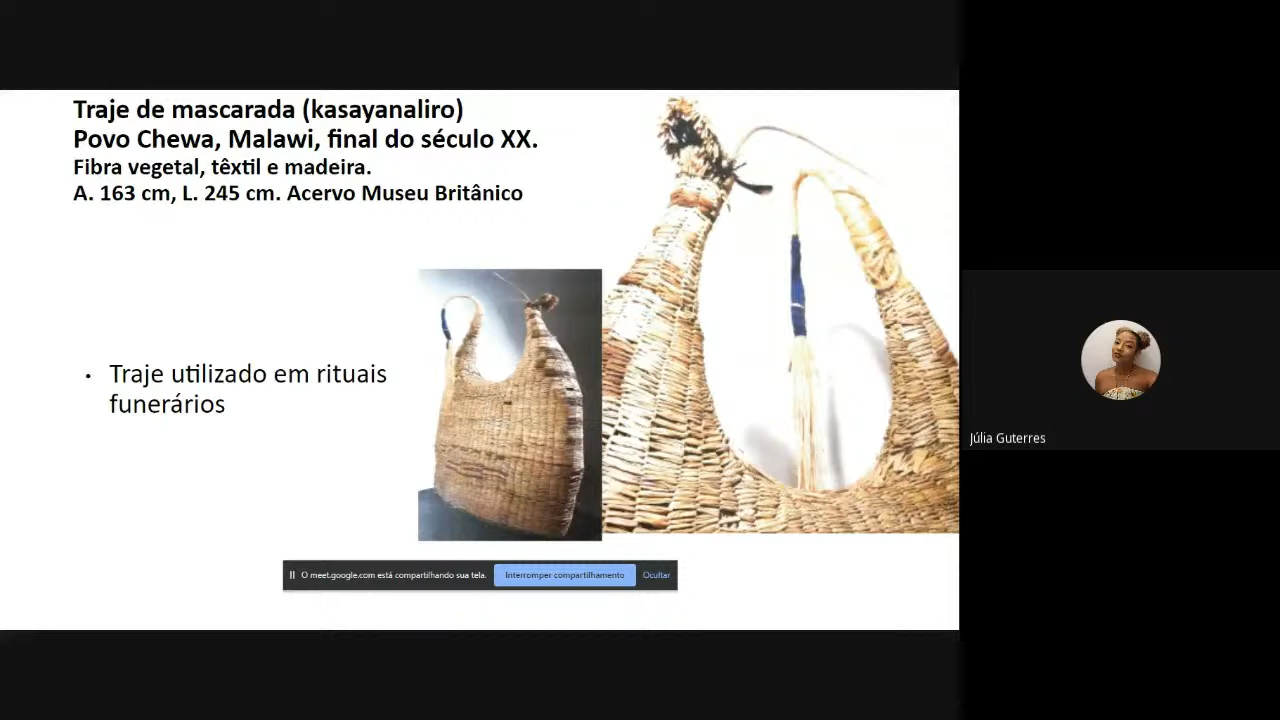 Traje de mascarada (kasayanaliro)
Povo Chewa, Malawi, final do século XX.
Fibra vegetal, têxtil e madeira.
A. 163 cm, L. 245 cm. Acervo Museu Britânico
• Traje utilizado em rituais
funerários
Júlia Guterres
O meet.google.com está compartilhando sua tela. Interromper compartilhamento Ocultar